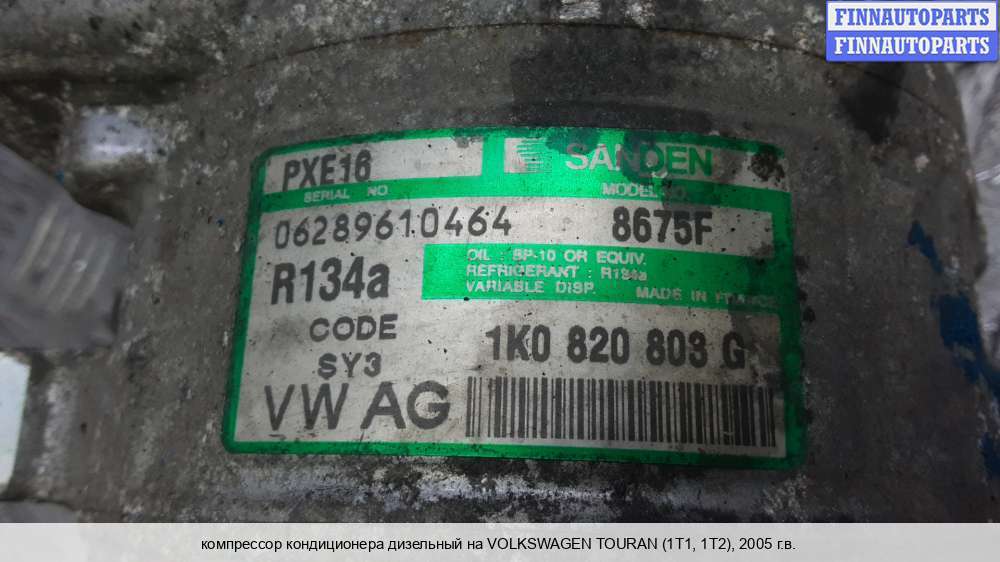 FINNAUTOPARTS
FINNAUTOPARTS
PXE16
SANDEN
SERIAL NO.
MODEL NO.
06289610464
8675F
R134a
OIL : SP-10 OR EQUIV.
REFRIGERANT : R134a
VARIABLE DISP.
MADE IN FRANCE
CODE
SY3
1K0 820 803 G
VW AG
компрессор кондиционера дизельный на VOLKSWAGEN TOURAN (1T1, 1T2), 2005 г.в.